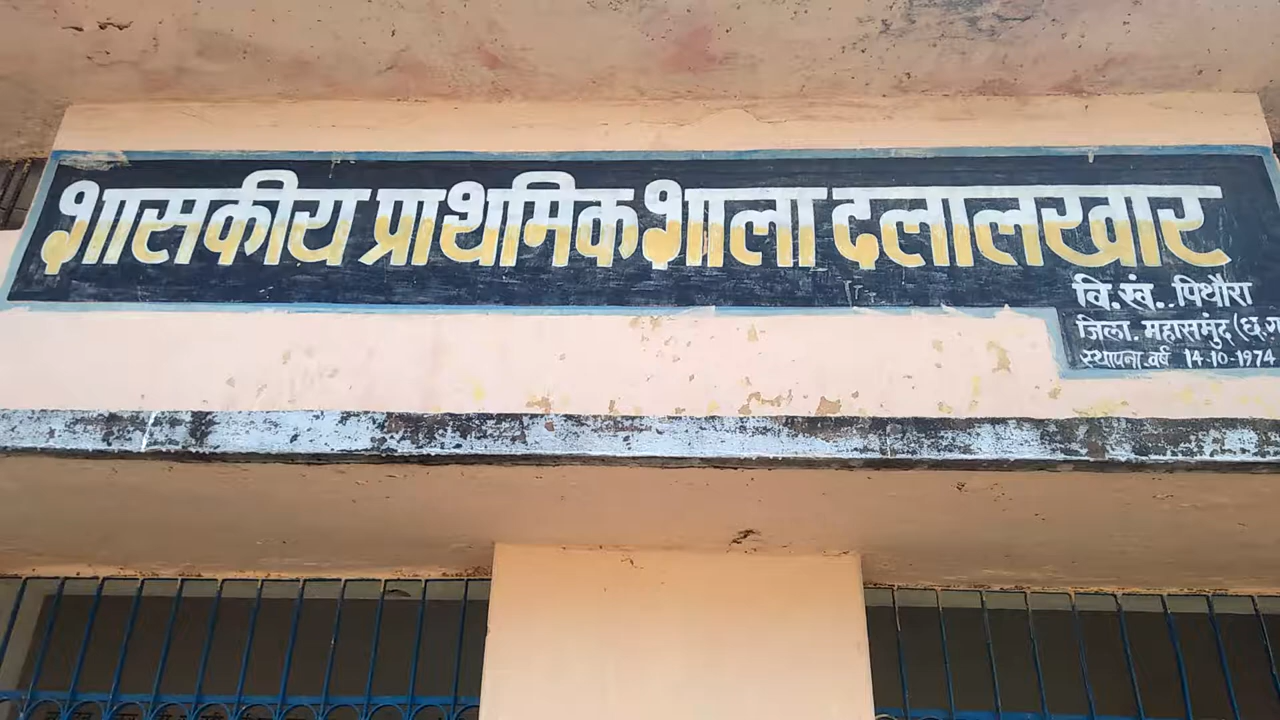 शासकीय प्राथमिक शाला दलालखार
वि.खं.. पिथौरा
जिला. महासमुंद (छ.ग
स्थापना वर्ष 14-10-1974